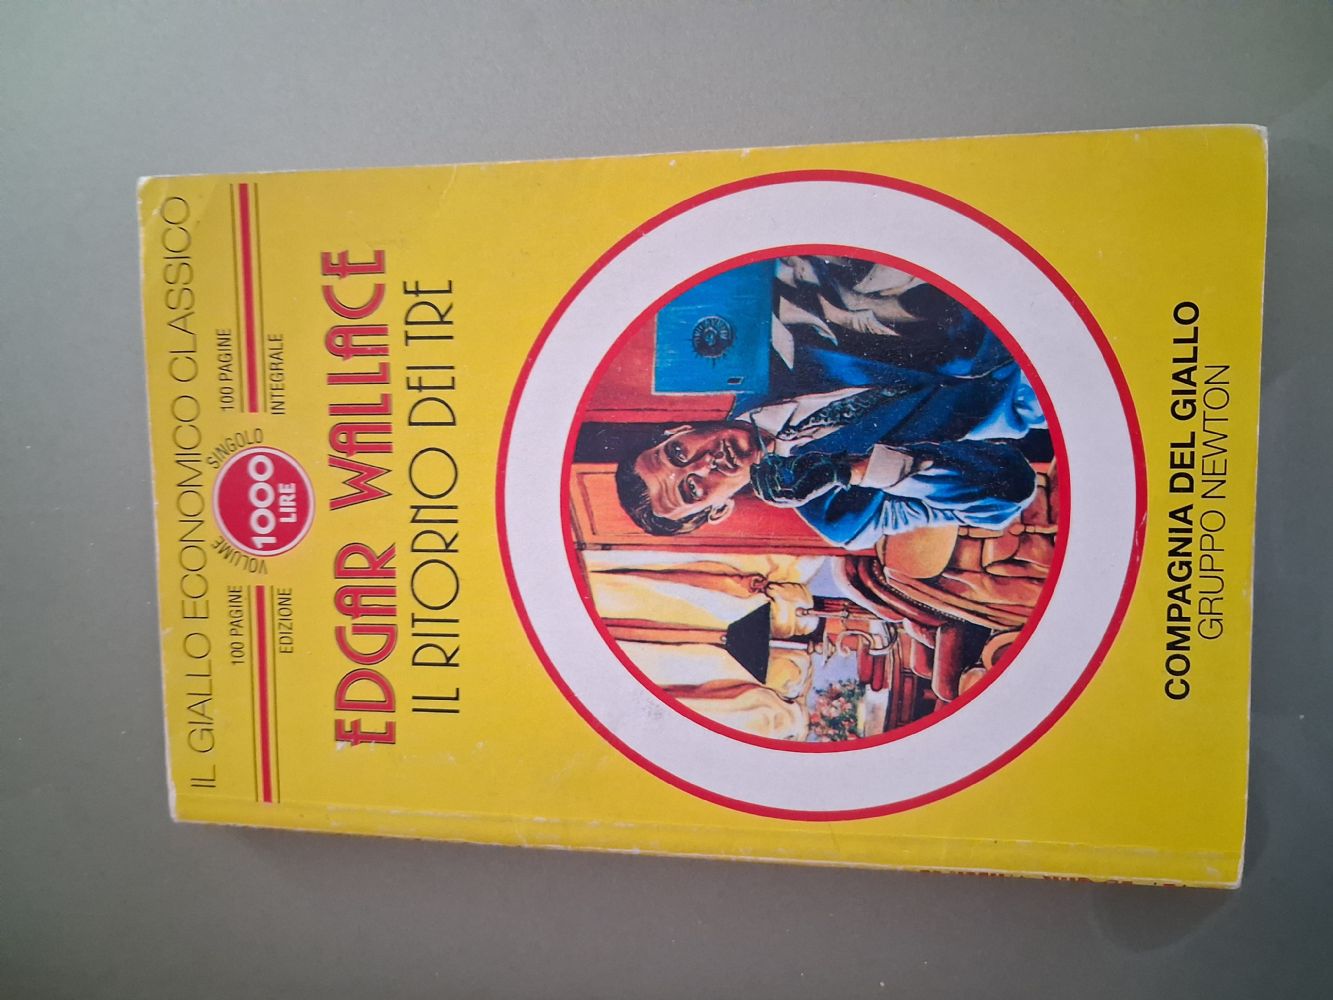 IL GIALLO ECONOMICO CLASSICO
100 PAGINE
VOLUME SINGOLO
100 PAGINE
1000
LIRE
EDIZIONE
INTEGRALE
EDGAR WALLACE
IL RITORNO DEI TRE
COMPAGNIA DEL GIALLO
GRUPPO NEWTON